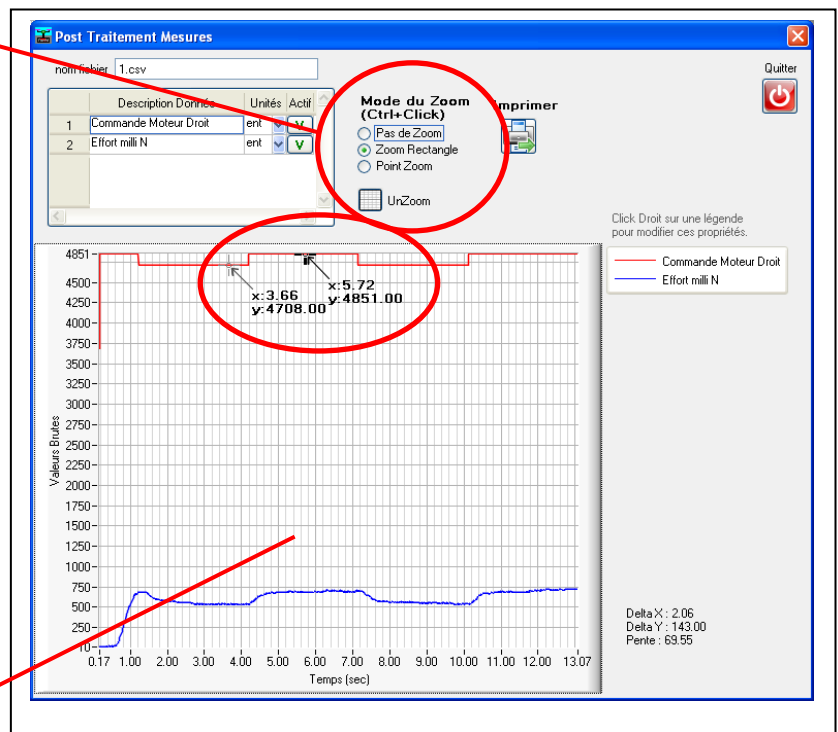 Post Traitement Mesures
nom fichier 1.csv
Quitter
Description Donnée Unités Actif
1 Commande Moteur Droit ent V
2 Effort milli N ent V
Mode du Zoom
(Ctrl+Click)
Pas de Zoom
Zoom Rectangle
Point Zoom
UnZoom
Imprimer
Click Droit sur une légende
pour modifier ces propriétés.
Commande Moteur Droit
Effort milli N
x:3.66
y:4708.00
x:5.72
y:4851.00
4851
4500
4250
4000
3750
3500
3250
3000
2750
2500
2250
2000
1750
1500
1250
1000
750
500
250
Valeurs Brutes
0.17 1.00 2.00 3.00 4.00 5.00 6.00 7.00 8.00 9.00 10.00 11.00 12.00 13.07
Temps (sec)
Delta X : 2.06
Delta Y : 143.00
Pente : 69.55